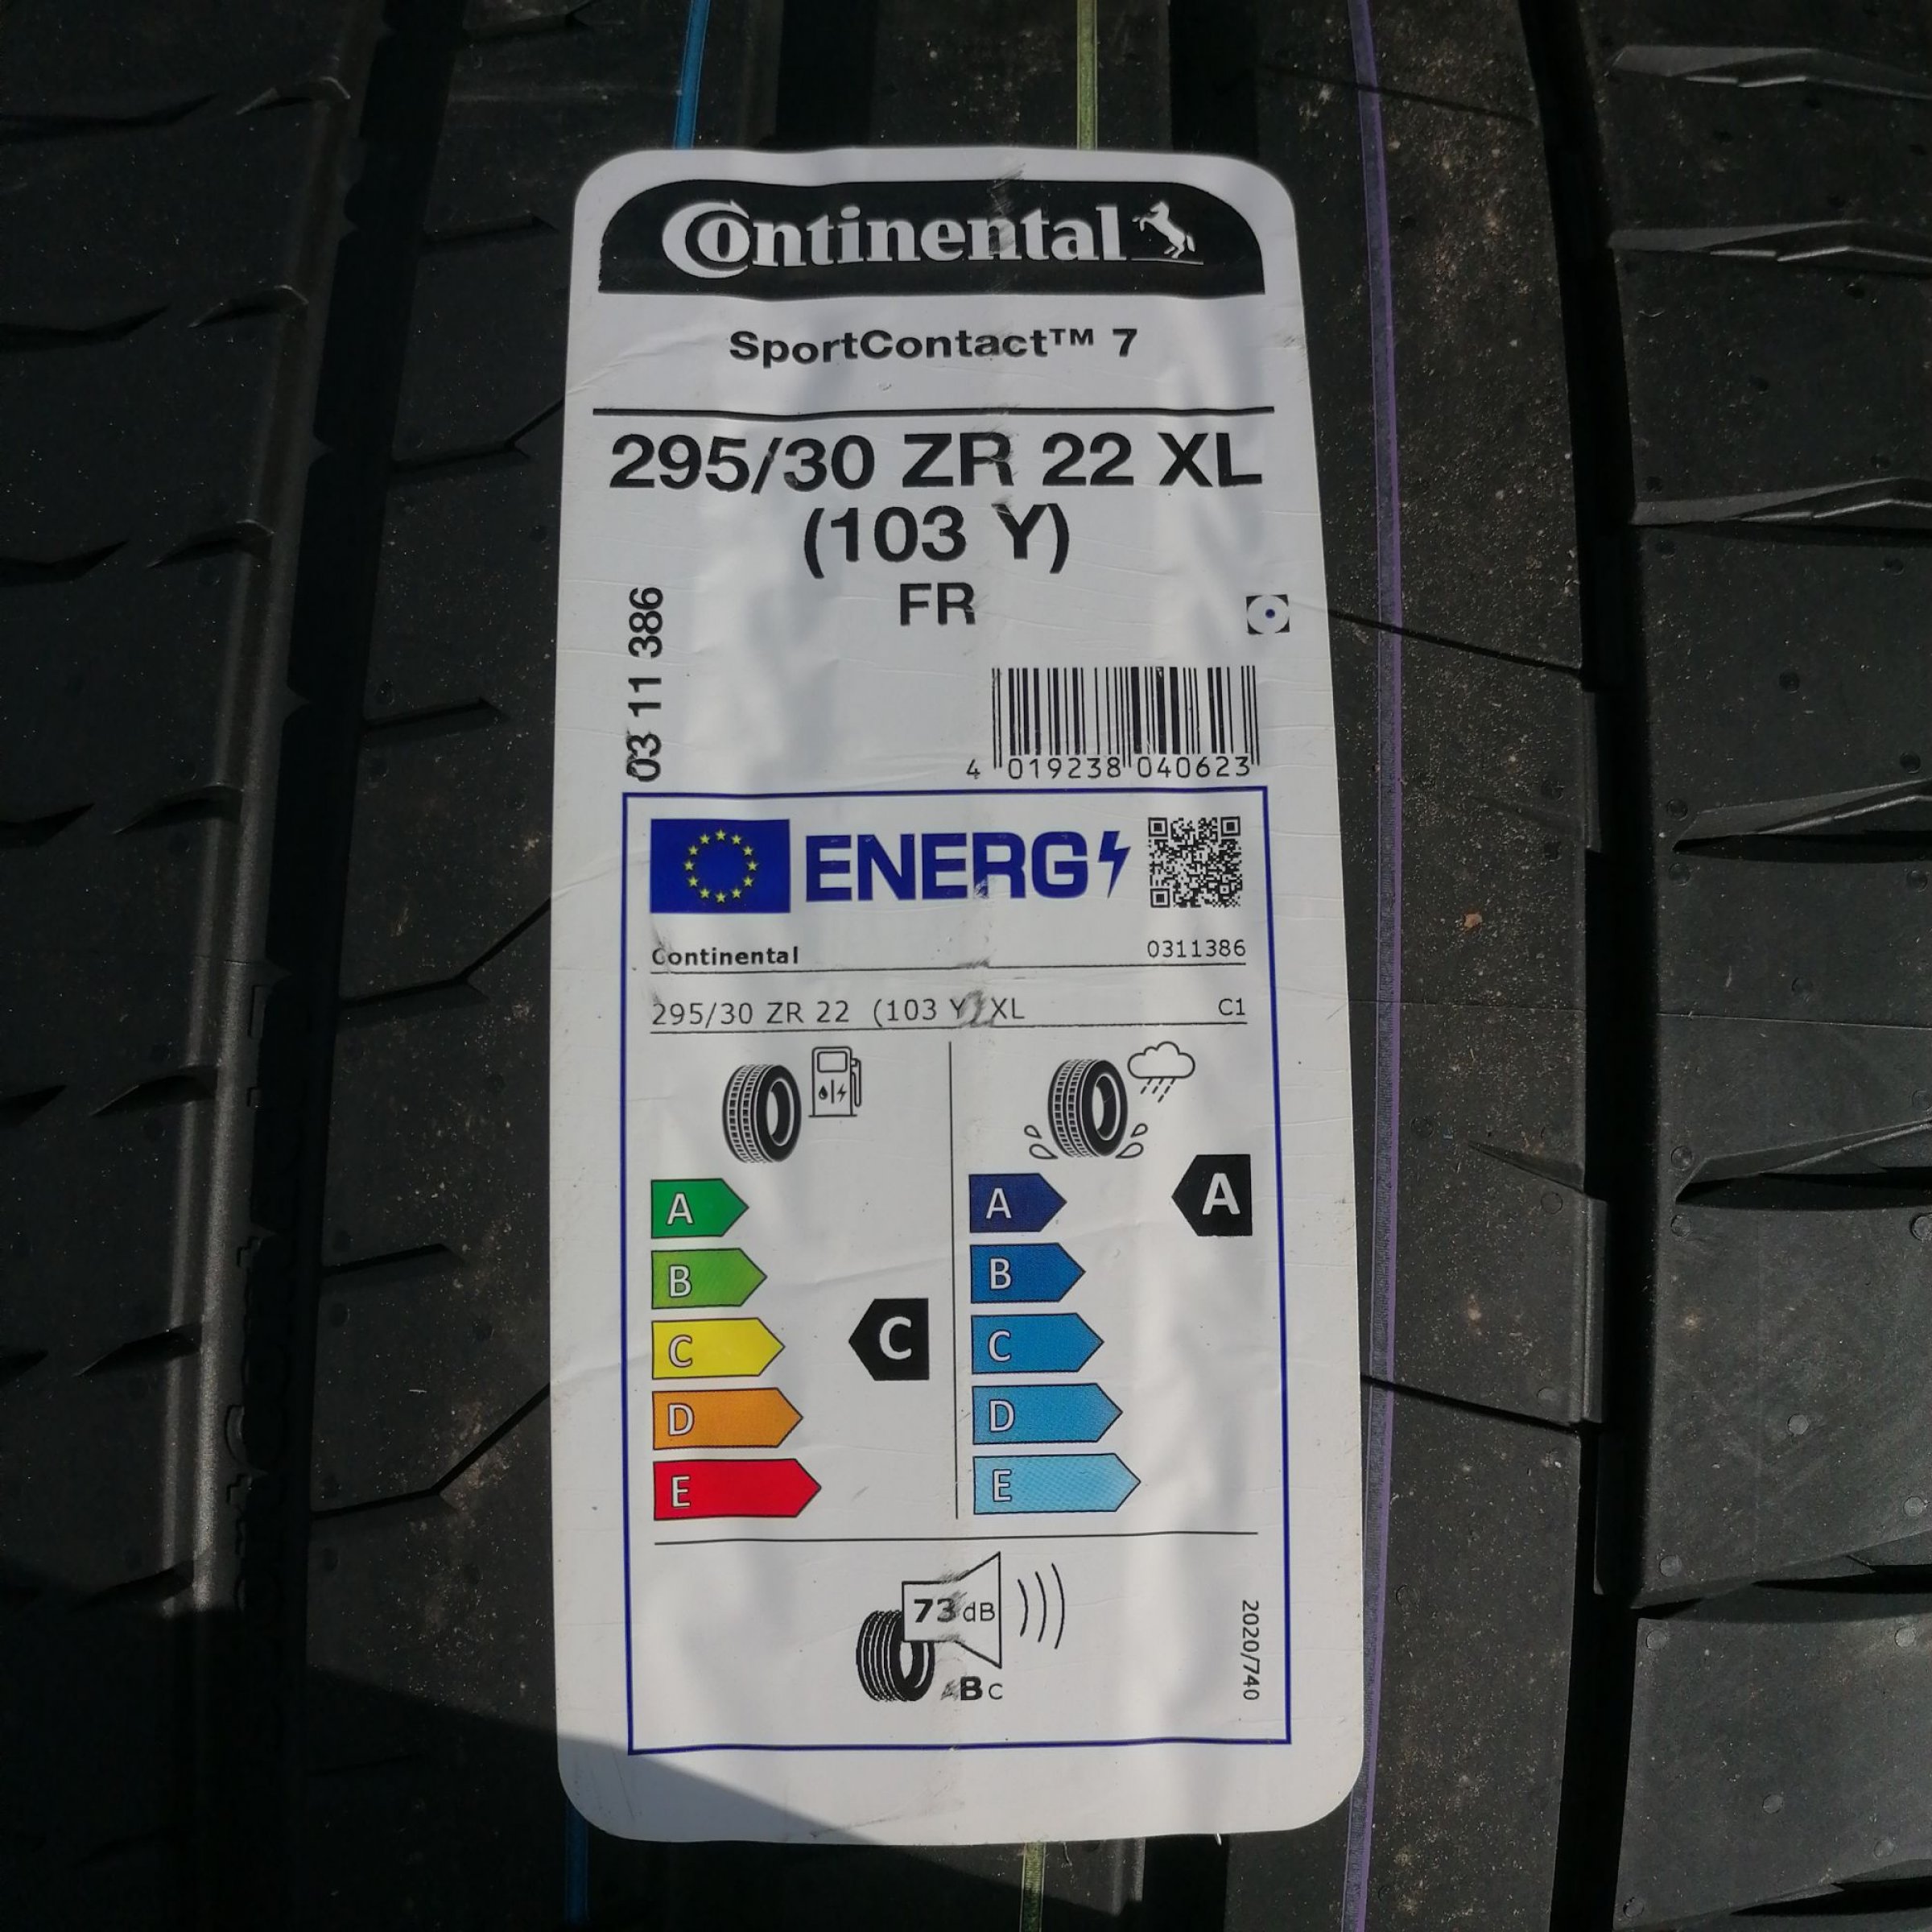 Continental
SportContact™ 7
295/30 ZR 22 XL
(103 Y)
FR
03 11 386
4 019238 040623
ENERG
Continental 0311386
295/30 ZR 22 (103 Y) XL C1
A
B
C
D
E
C
A
B
C
D
E
A
73 dB
ABC
2020/740